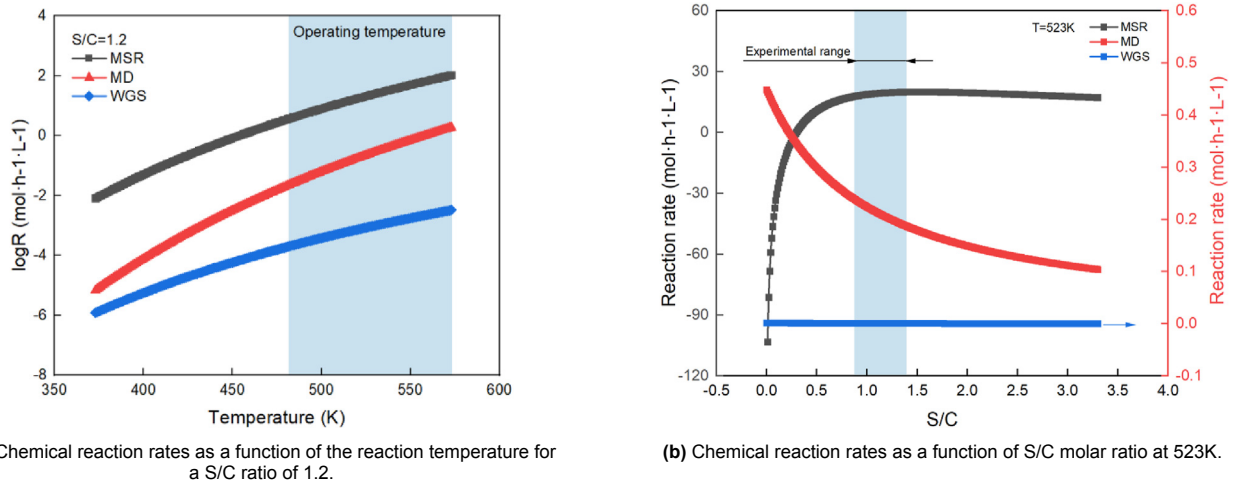 S/C=1.2
MSR
MD
WGS
Operating temperature
4
2
0
-2
-4
-6
-8
logR (mol·h-1·L-1)
350
400
450
500
550
600
Temperature (K)
Chemical reaction rates as a function of the reaction temperature for
a S/C ratio of 1.2.
T=523K
MSR
MD
WGS
Experimental range
60
30
0
-30
-60
-90
-120
Reaction rate (mol·h-1·L-1)
0.6
0.5
0.4
0.3
0.2
0.1
0.0
-0.1
Reaction rate (mol·h-1·L-1)
-0.5
0.0
0.5
1.0
1.5
2.0
2.5
3.0
3.5
4.0
S/C
(b) Chemical reaction rates as a function of S/C molar ratio at 523K.